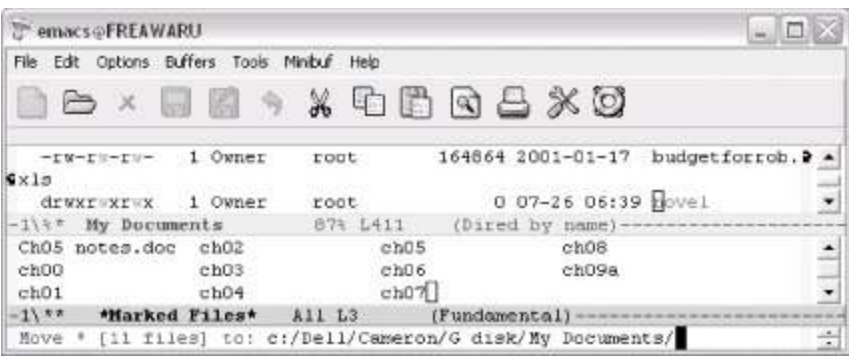 emacs@FREAWARU
File Edit Options Buffers Tools Minibuf Help
-rw-rw-rw- 1 Owner root 164864 2001-01-17 budgetforrob.
xls
drwxrwxrwx 1 Owner root 0 07-26 06:39 novel
-1\%* My Documents 87% L411 (Dired by name)--------------------
Ch05 notes.doc ch02 ch05 ch08
ch00 ch03 ch06 ch09a
ch01 ch04 ch07
-1\** *Marked Files* All L3 (Fundamental)-----------------------
Move * [11 files] to: c:/Dell/Cameron/G disk/My Documents/